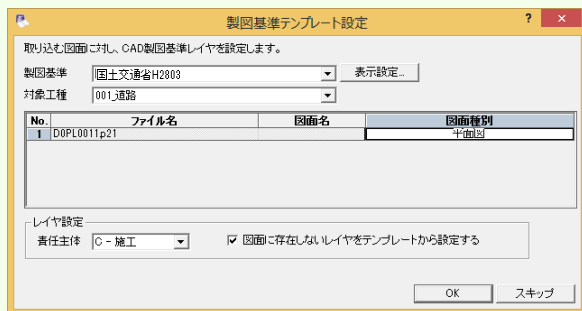 製図基準テンプレート設定
? ×
取り込む図面に対し、CAD製図基準レイヤを設定します。
製図基準 国土交通省H2803 表示設定...
対象工種 001_道路
No. ファイル名 図面名 図面種別
1 D0PL0011.p21 平面図
レイヤ設定
責任主体 C - 施工 図面に存在しないレイヤをテンプレートから設定する
OK スキップ